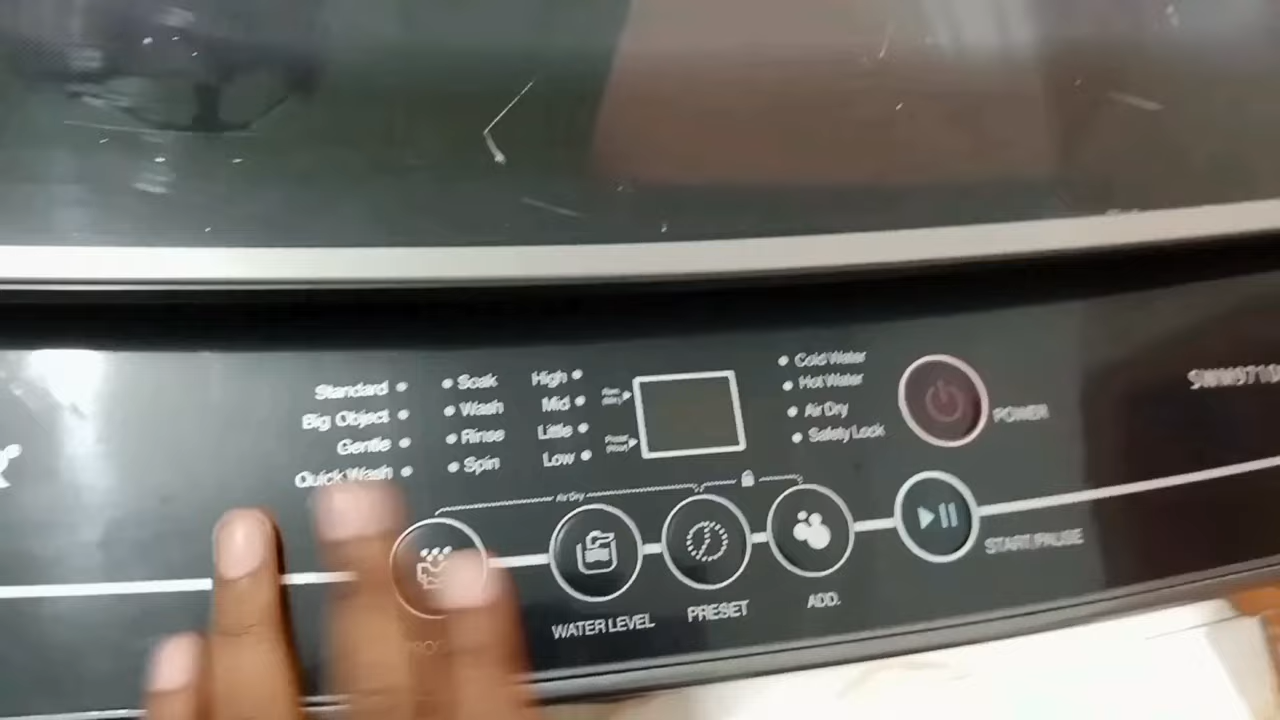 Standard
Big Object
Gentle
Quick Wash
Soak
Wash
Rinse
Spin
High
Mid
Little
Low
Cold Water
Hot Water
Air Dry
Safety Lock
POWER
Air Dry
WATER LEVEL
PRESET
ADD.
START/PAUSE